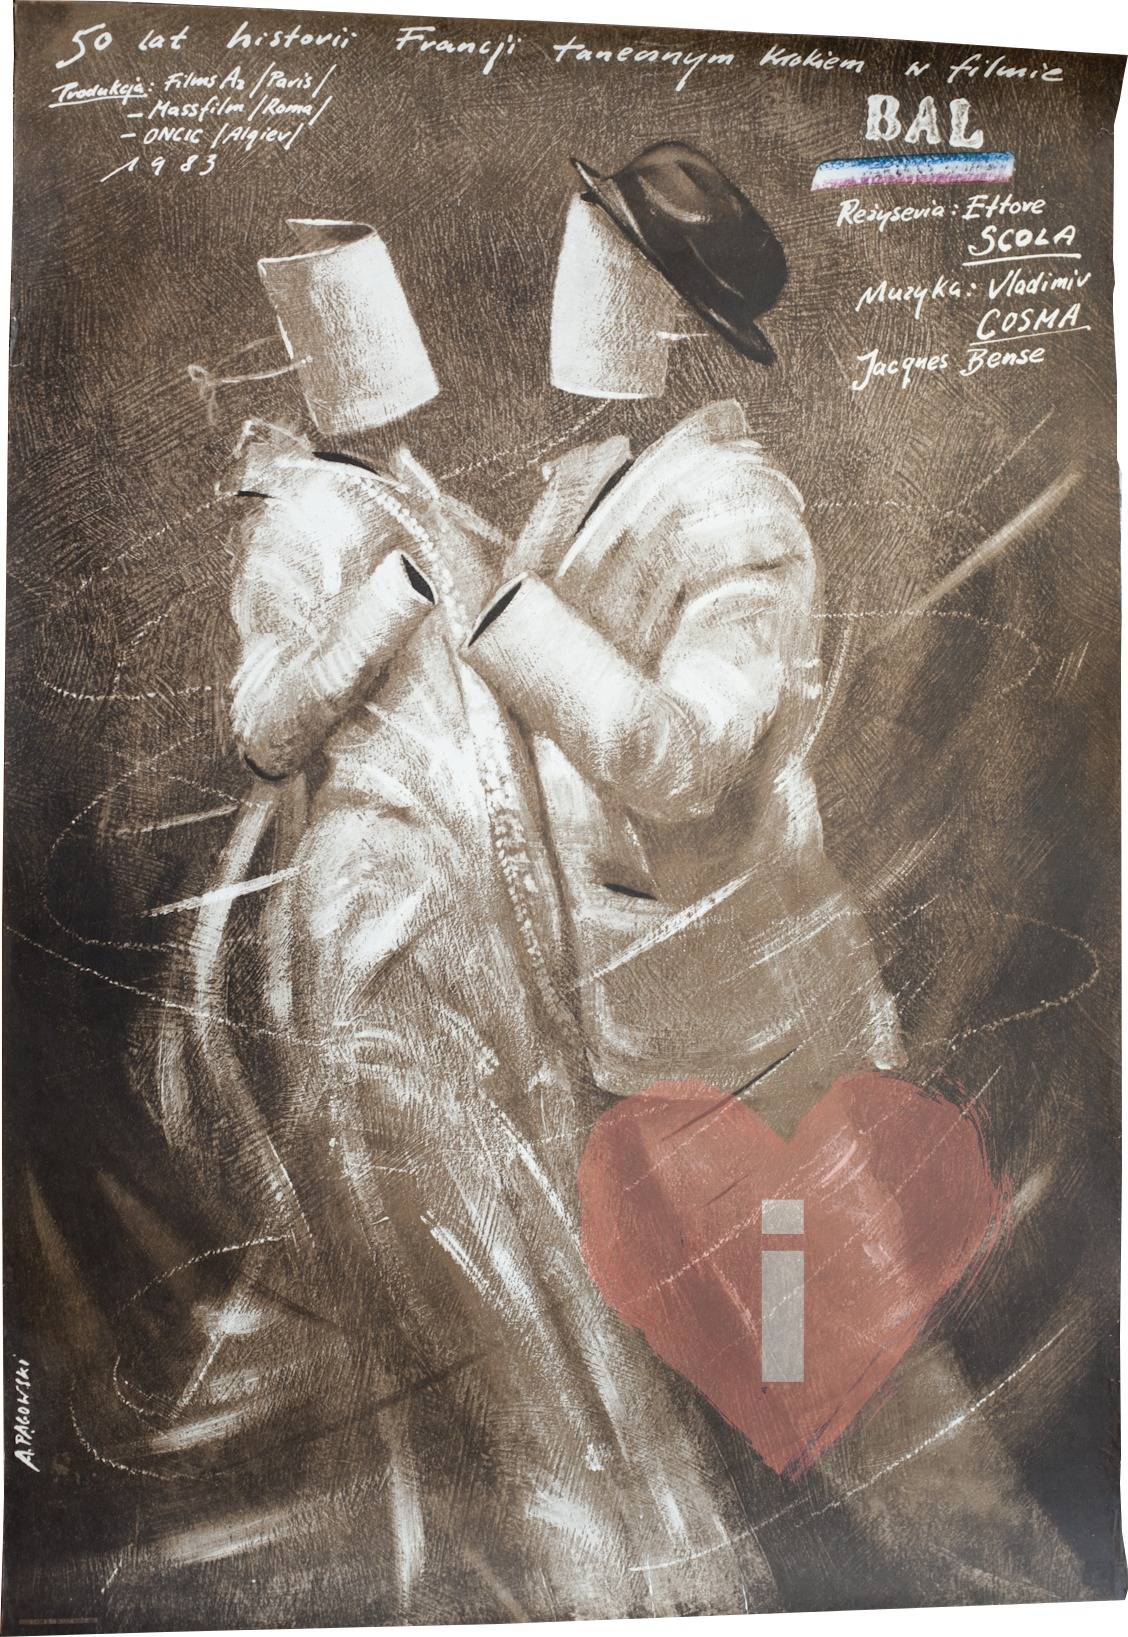 50 lat historii Francji tanecznym krokiem w filmie
BAL
Produkcja: Films Az /Paris/
- Massfilm /Roma/
- ONCIC /Algier/
1983
Reżyseria: Ettore
SCOLA
Muzyka: Vladimir
COSMA
Jacques Bense
A. PĄGOWSKI
i